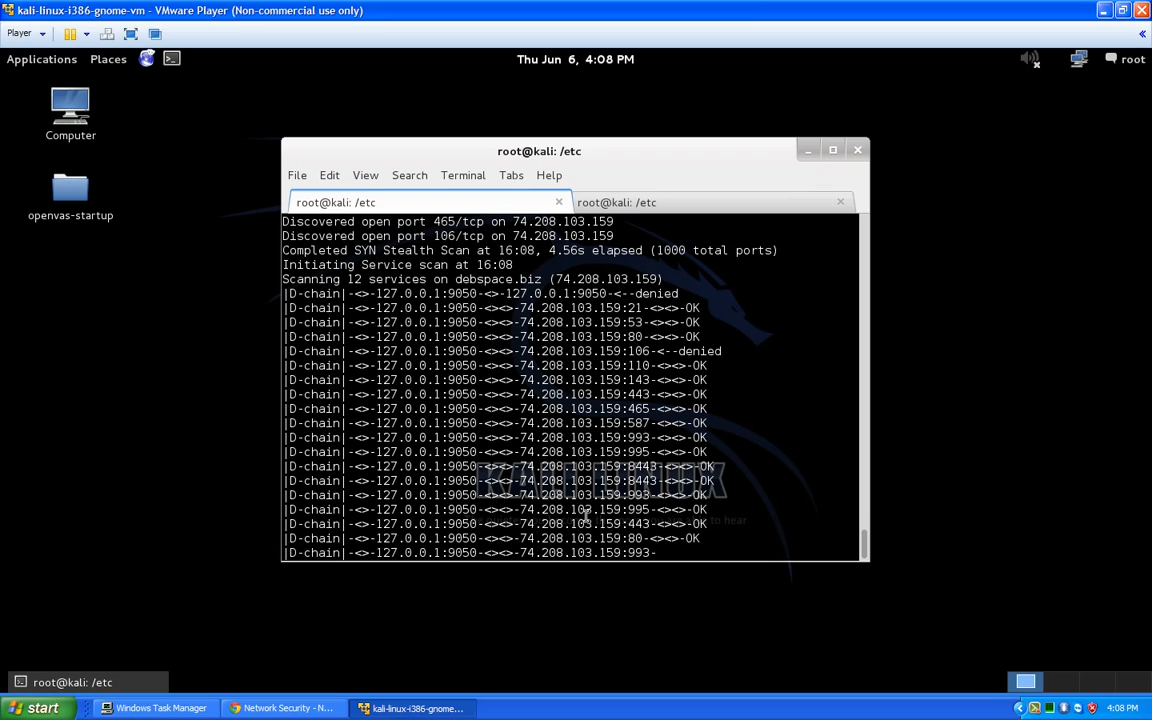 kali-linux-i386-gnome-vm - VMware Player (Non-commercial use only)
Player
Applications Places Thu Jun 6, 4:08 PM root
Computer
openvas-startup
root@kali: /etc
File Edit View Search Terminal Tabs Help
root@kali: /etc root@kali: /etc
Discovered open port 465/tcp on 74.208.103.159
Discovered open port 106/tcp on 74.208.103.159
Completed SYN Stealth Scan at 16:08, 4.56s elapsed (1000 total ports)
Initiating Service scan at 16:08
Scanning 12 services on debspace.biz (74.208.103.159)
|D-chain|-<>-127.0.0.1:9050-<>-127.0.0.1:9050-<--denied
|D-chain|-<>-127.0.0.1:9050-<><>-74.208.103.159:21-<><>-OK
|D-chain|-<>-127.0.0.1:9050-<><>-74.208.103.159:53-<><>-OK
|D-chain|-<>-127.0.0.1:9050-<><>-74.208.103.159:80-<><>-OK
|D-chain|-<>-127.0.0.1:9050-<><>-74.208.103.159:106-<--denied
|D-chain|-<>-127.0.0.1:9050-<><>-74.208.103.159:110-<><>-OK
|D-chain|-<>-127.0.0.1:9050-<><>-74.208.103.159:143-<><>-OK
|D-chain|-<>-127.0.0.1:9050-<><>-74.208.103.159:443-<><>-OK
|D-chain|-<>-127.0.0.1:9050-<><>-74.208.103.159:465-<><>-OK
|D-chain|-<>-127.0.0.1:9050-<><>-74.208.103.159:587-<><>-OK
|D-chain|-<>-127.0.0.1:9050-<><>-74.208.103.159:993-<><>-OK
|D-chain|-<>-127.0.0.1:9050-<><>-74.208.103.159:995-<><>-OK
|D-chain|-<>-127.0.0.1:9050-<><>-74.208.103.159:8443-<><>-OK
|D-chain|-<>-127.0.0.1:9050-<><>-74.208.103.159:8443-<><>-OK
|D-chain|-<>-127.0.0.1:9050-<><>-74.208.103.159:993-<><>-OK
|D-chain|-<>-127.0.0.1:9050-<><>-74.208.103.159:995-<><>-OK
|D-chain|-<>-127.0.0.1:9050-<><>-74.208.103.159:443-<><>-OK
|D-chain|-<>-127.0.0.1:9050-<><>-74.208.103.159:80-<><>-OK
|D-chain|-<>-127.0.0.1:9050-<><>-74.208.103.159:993-
KALI LINUX
to hear
root@kali: /etc
start Windows Task Manager Network Security - N... kali-linux-i386-gnome... 4:08 PM